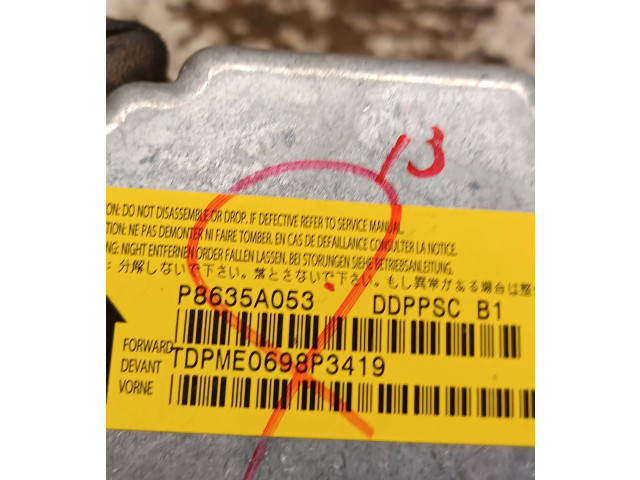 13
ON: DO NOT DISASSEMBLE OR DROP. IF DEFECTIVE REFER TO SERVICE MANUAL.
TION: NE PAS DEMONTER NI FAIRE TOMBER. EN CAS DE DEFAILLANCE CONSULTER LA NOTICE.
NG: NIGHT ENTFERNEN ORDER FALLEN LASSEN. BEI STORUNGEN SIEHE BETRIEBSANLEITUNG.
: 分解しないで下さい。落とさないで下さい。もし異常がある場合は整
P8635A053 DDPPSC B1
FORWARD TDPME0698P3419
DEVANT
VORNE